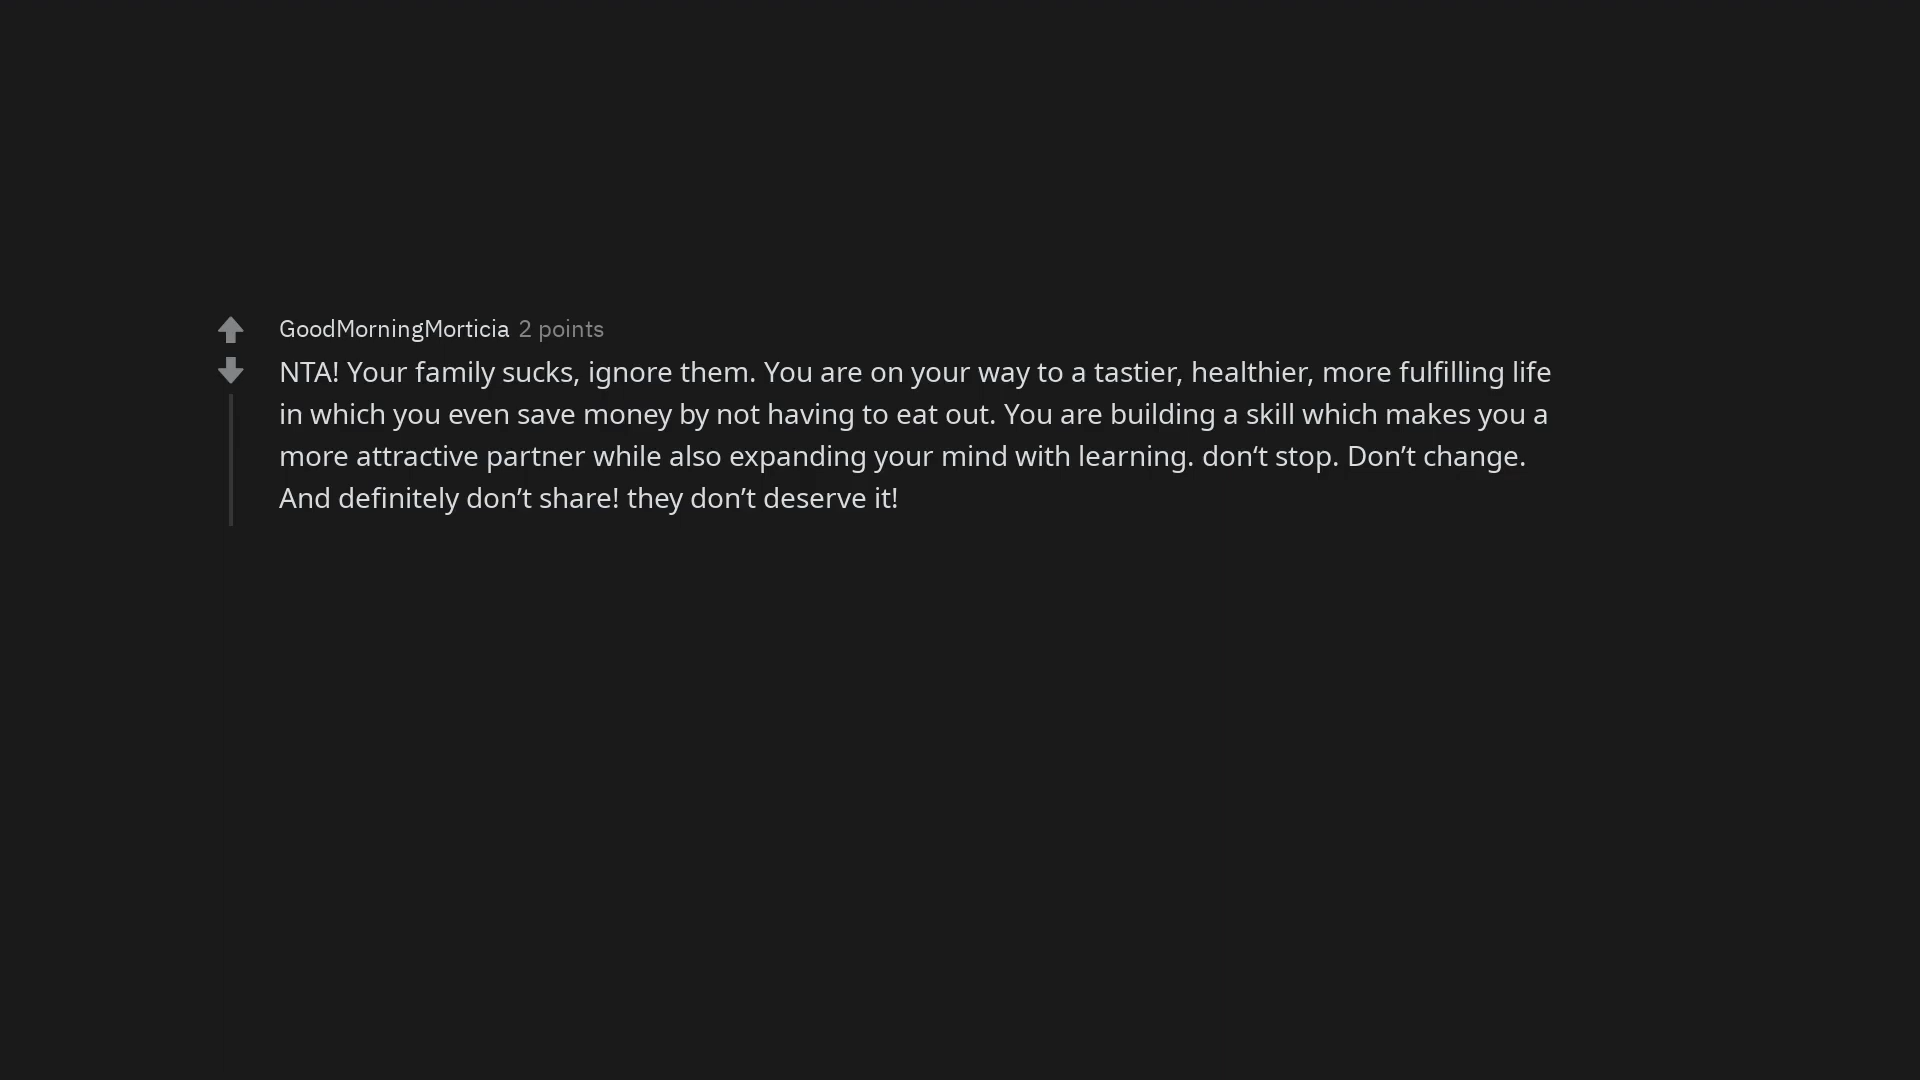 GoodMorningMorticia 2 points
NTA! Your family sucks, ignore them. You are on your way to a tastier, healthier, more fulfilling life
in which you even save money by not having to eat out. You are building a skill which makes you a
more attractive partner while also expanding your mind with learning. don‘t stop. Don’t change.
And definitely don’t share! they don’t deserve it!